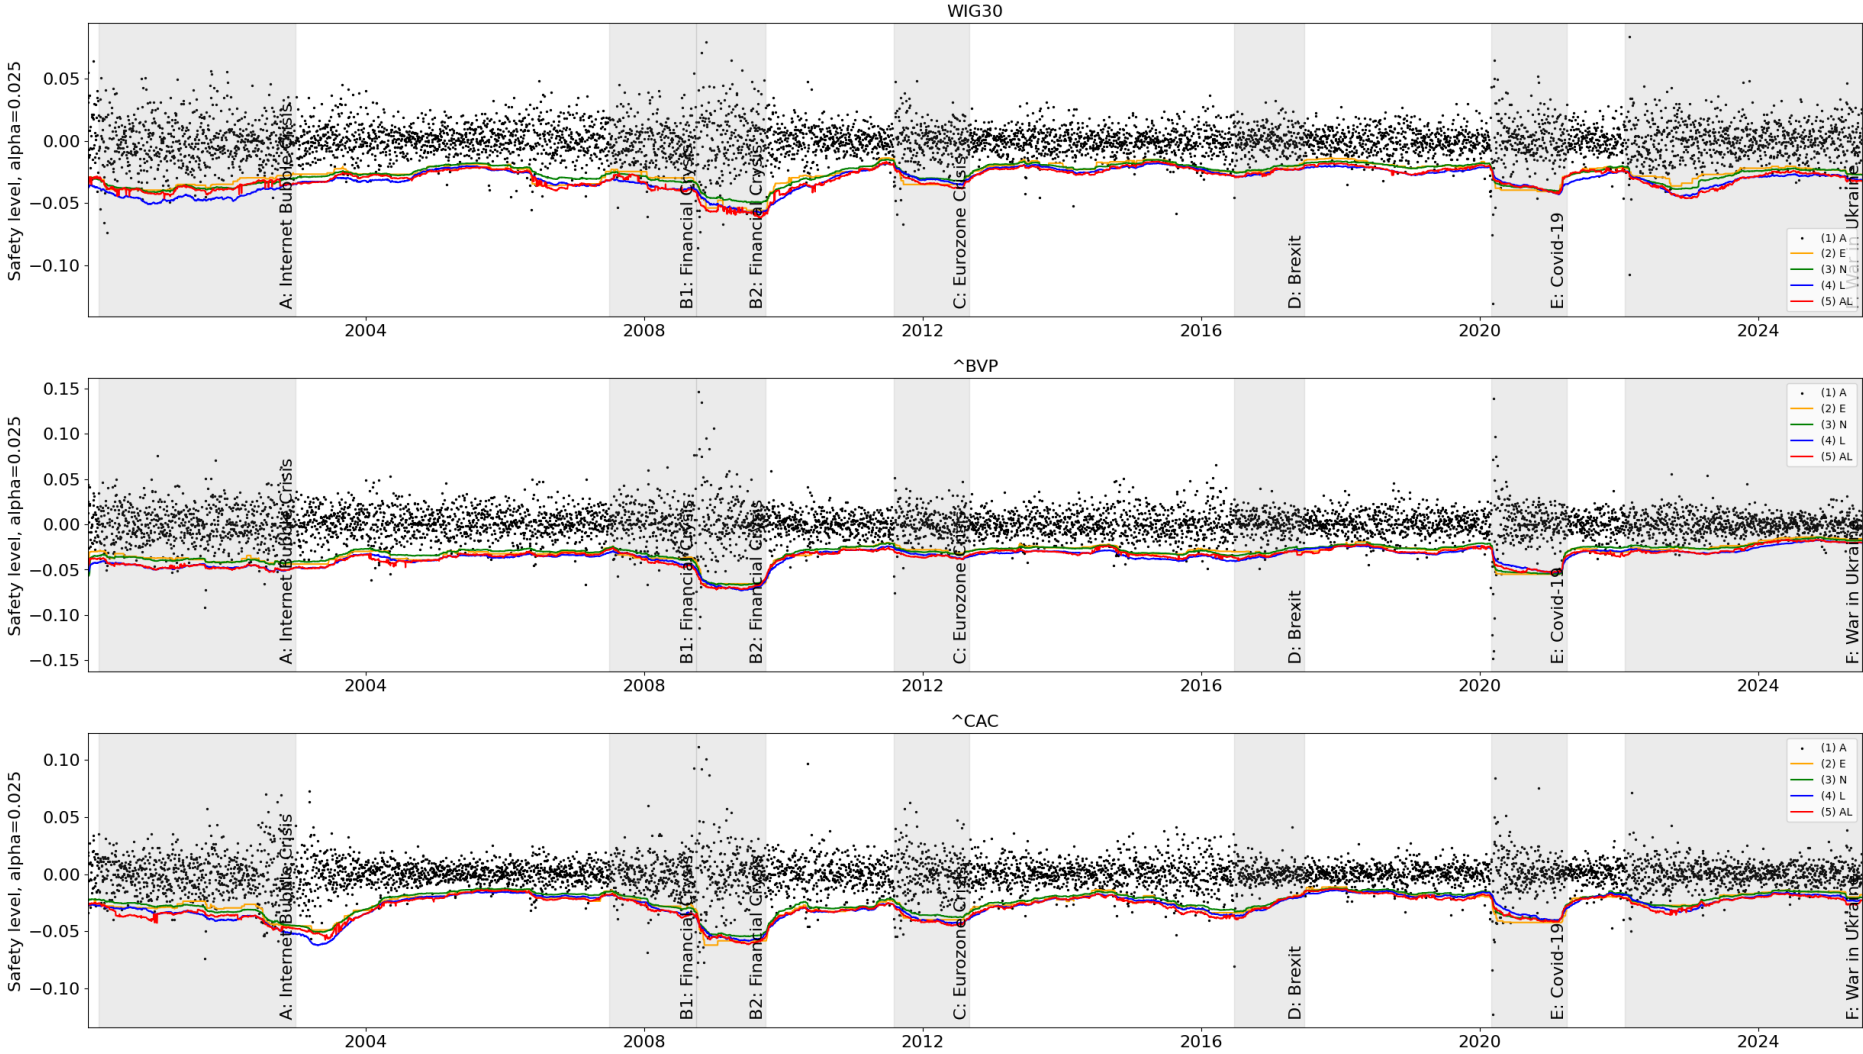 WIG30
Safety level, alpha=0.025
0.05
0.00
−0.05
−0.10
A: Internet Bubble Crisis
B1: Financial Crysis
B2: Financial Crysis
C: Eurozone Crisis
D: Brexit
E: Covid-19
F: War in Ukraine
(1) A
(2) E
(3) N
(4) L
(5) AL
2004
2008
2012
2016
2020
2024
^BVP
Safety level, alpha=0.025
0.15
0.10
0.05
0.00
−0.05
−0.10
−0.15
A: Internet Bubble Crisis
B1: Financial Crysis
B2: Financial Crysis
C: Eurozone Crisis
D: Brexit
E: Covid-19
F: War in Ukraine
(1) A
(2) E
(3) N
(4) L
(5) AL
2004
2008
2012
2016
2020
2024
^CAC
Safety level, alpha=0.025
0.10
0.05
0.00
−0.05
−0.10
A: Internet Bubble Crisis
B1: Financial Crysis
B2: Financial Crysis
C: Eurozone Crisis
D: Brexit
E: Covid-19
F: War in Ukraine
(1) A
(2) E
(3) N
(4) L
(5) AL
2004
2008
2012
2016
2020
2024